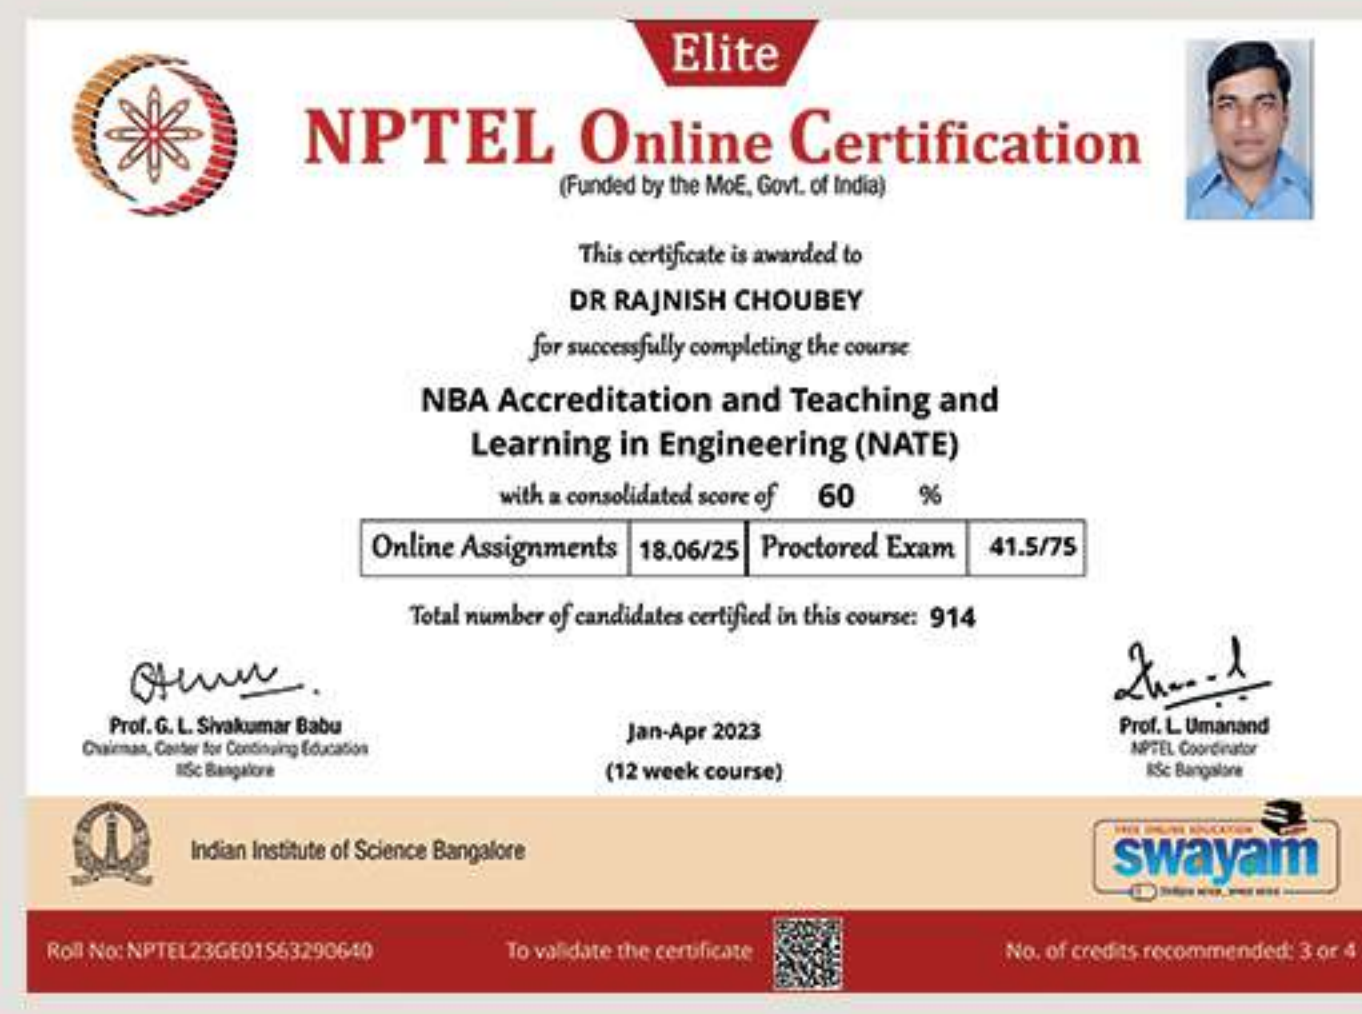 Elite
NPTEL Online Certification
(Funded by the MoE, Govt. of India)
This certificate is awarded to
DR RAJNISH CHOUBEY
for successfully completing the course
NBA Accreditation and Teaching and
Learning in Engineering (NATE)
with a consolidated score of 60 %
Online Assignments 18.06/25 Proctored Exam 41.5/75
Total number of candidates certified in this course: 914
Prof. G. L. Sivakumar Babu
Chairman, Center for Continuing Education
IISc Bangalore
Jan-Apr 2023
(12 week course)
Prof. L. Umanand
NPTEL Coordinator
IISc Bangalore
Indian Institute of Science Bangalore
FREE ONLINE EDUCATION
swayam
Roll No: NPTEL23GE01S63290640
To validate the certificate
No. of credits recommended: 3 or 4